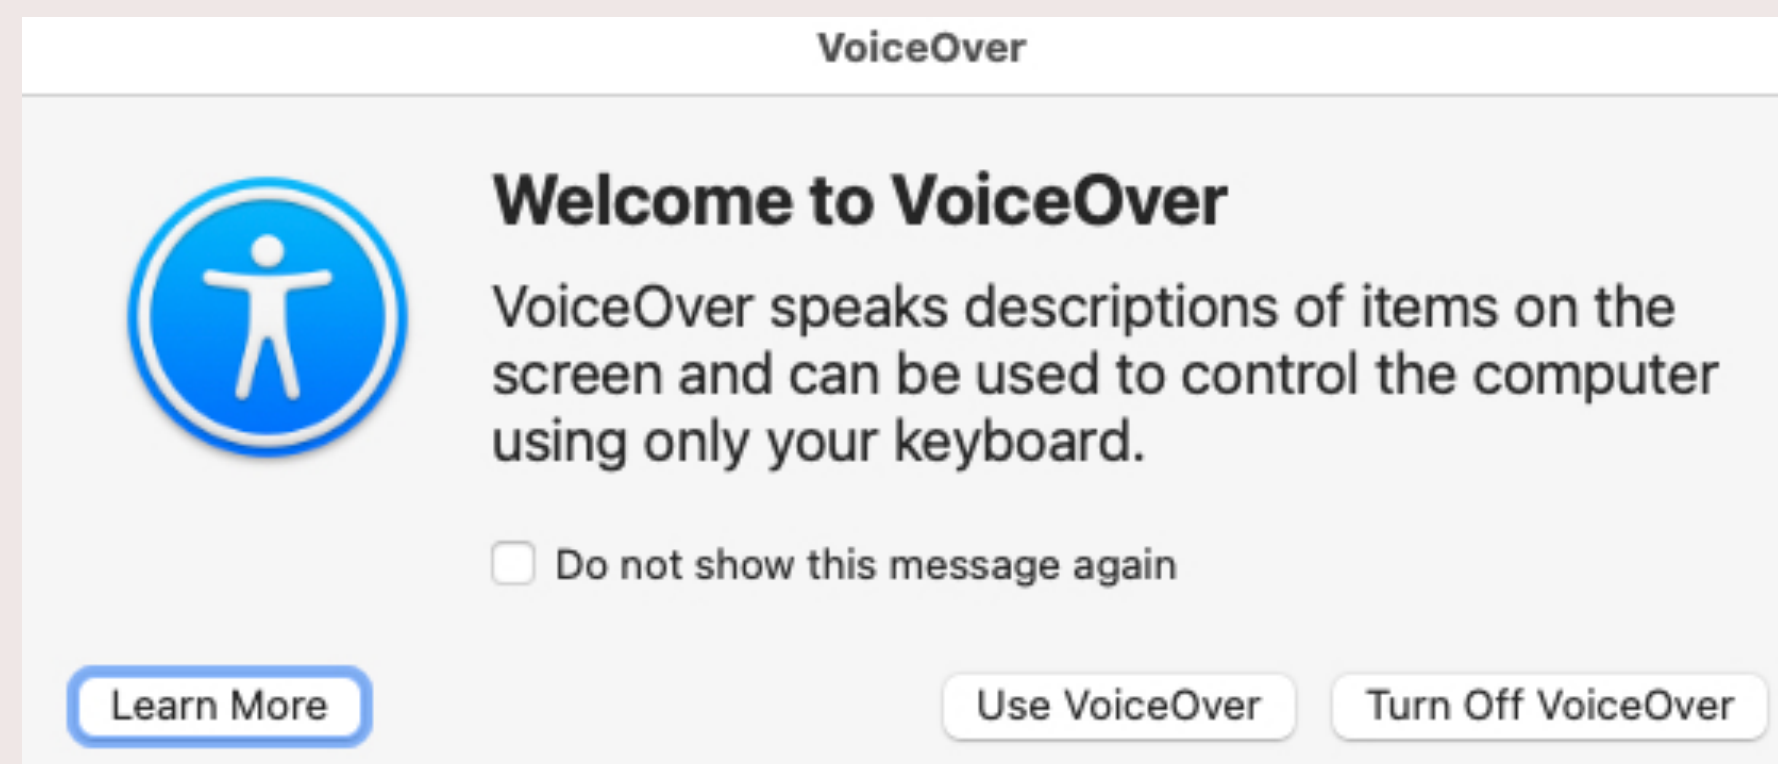 VoiceOver
Welcome to VoiceOver
VoiceOver speaks descriptions of items on the
screen and can be used to control the computer
using only your keyboard.
Do not show this message again
Learn More
Use VoiceOver
Turn Off VoiceOver